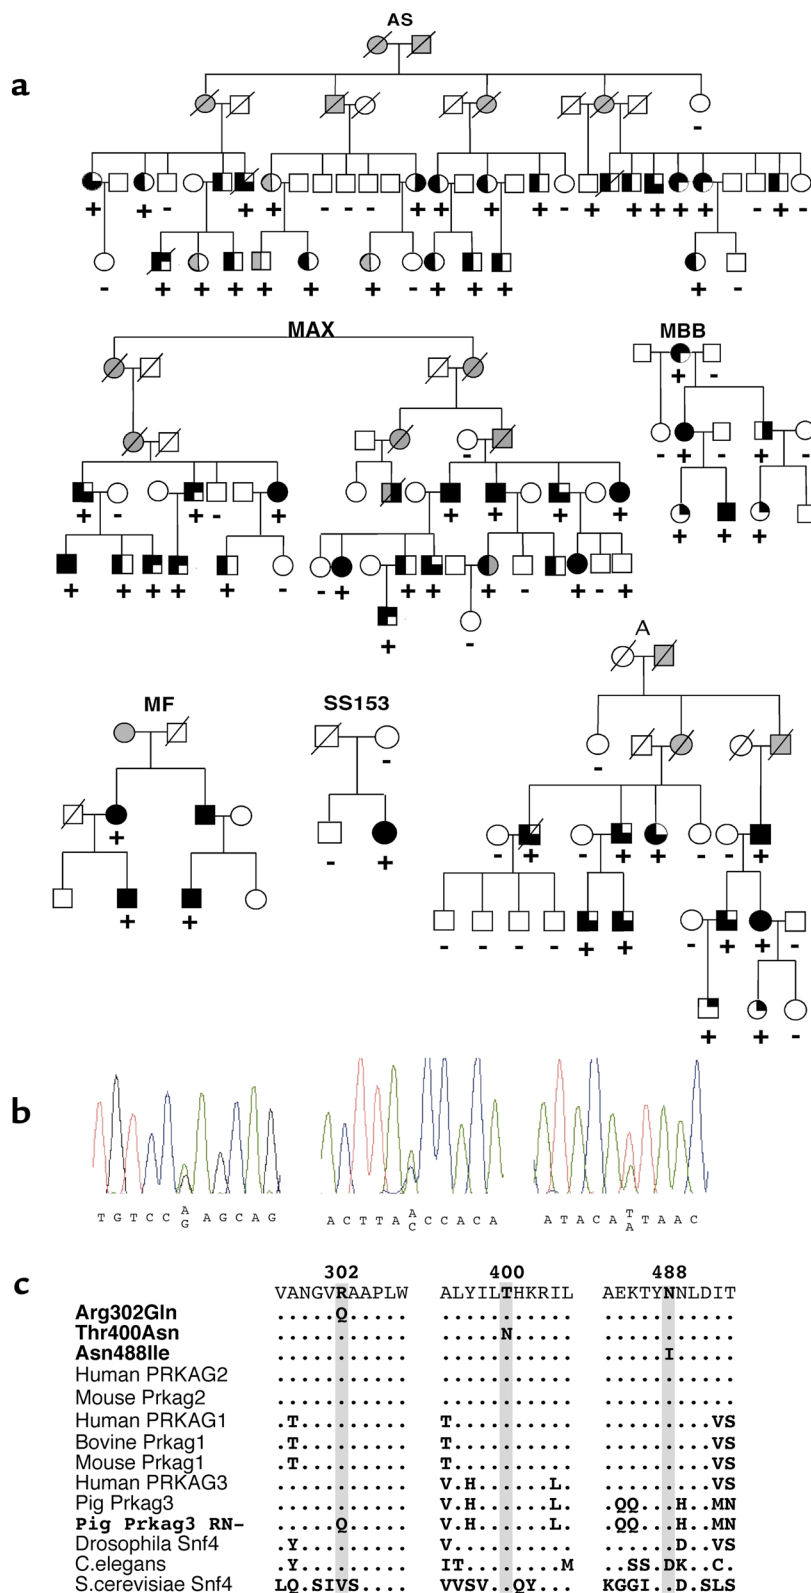 AS
a
-
+ + - + + - - - + + + + - + + + + + - + -
- + + + + + + - + + + + -
MAX
MBB
+ -
-
- + - + -
+ - + - + + + + +
+ + +
+ + + + + - - + + + + - + - +
+ -
A
MF
SS153
-
-
+
- + - + + - - +
- +
+ +
- - - - + + - + + -
+ + -
b
T G T C C A/G A G C A G
A C T T A A/C C C A C A
A T A C A T/A T A A C
c
302 400 488
VANGVRAAPLW ALYILTHKRIL AEKTYNNLDIT
Arg302Gln .....Q..... ........... ...........
Thr400Asn ........... .....N..... ...........
Asn488Ile ........... ........... .....I.....
Human PRKAG2 ........... ........... ...........
Mouse Prkag2 ........... ........... ...........
Human PRKAG1 .T......... T.......... .........VS
Bovine Prkag1 .T......... T.......... .........VS
Mouse Prkag1 .T......... T.......... .........VS
Human PRKAG3 ........... V.H......L. .........VS
Pig Prkag3 ........... V.H......L. .QQ...H..MN
Pig Prkag3 RN- .....Q..... V.H......L. .QQ...H..MN
Drosophila Snf4 .Y......... V.......... ......D..VS
C.elegans .Y......... IT........M ..SS.DK..C.
S.cerevisiae Snf4 LQ.SIVS.... VVSV..QY... KGGI..D.SLS